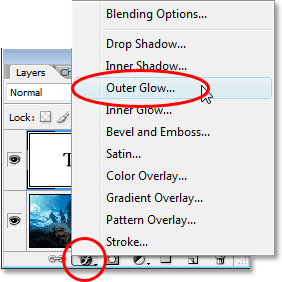 Blending Options...
Drop Shadow...
Inner Shadow...
Layers
Outer Glow...
Normal
Inner Glow...
Lock:
Bevel and Emboss...
Satin...
T
Color Overlay...
Gradient Overlay...
Pattern Overlay...
Stroke...